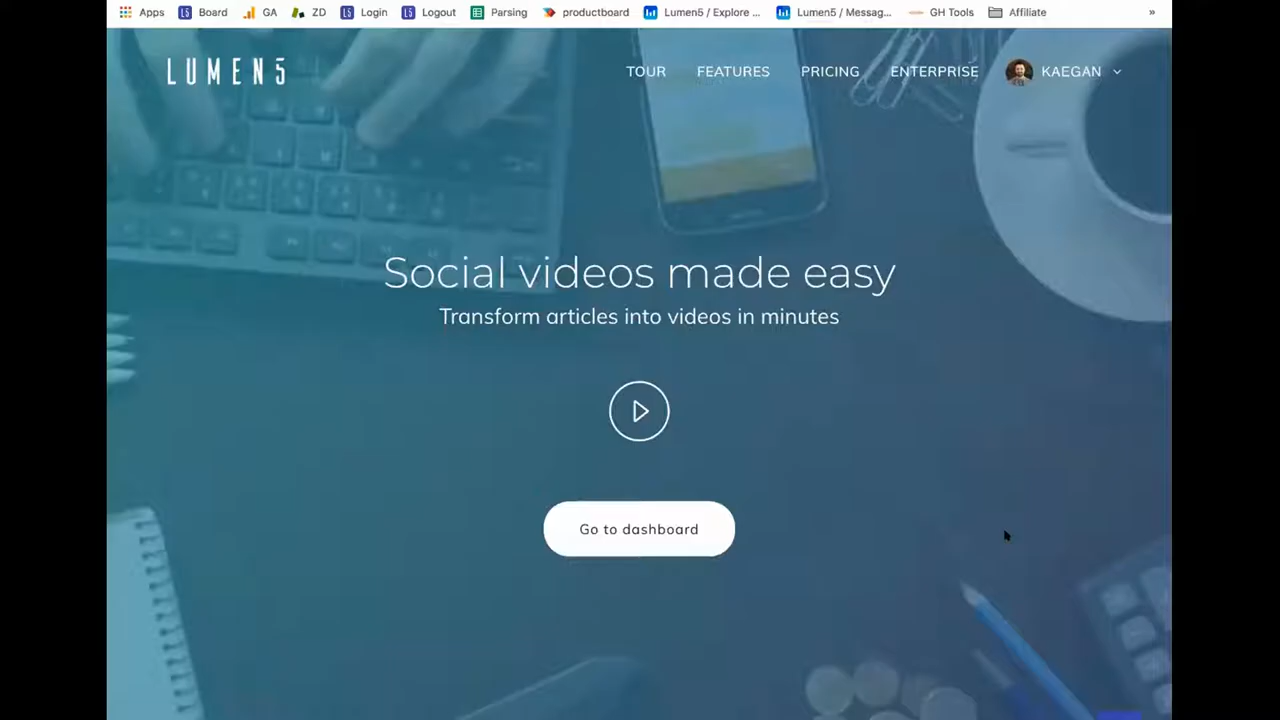 Apps Board GA ZD Login Logout Parsing productboard Lumen5 / Explore ... Lumen5 / Messag... GH Tools Affiliate »
LUMEN5 TOUR FEATURES PRICING ENTERPRISE KAEGAN
Social videos made easy
Transform articles into videos in minutes
Go to dashboard